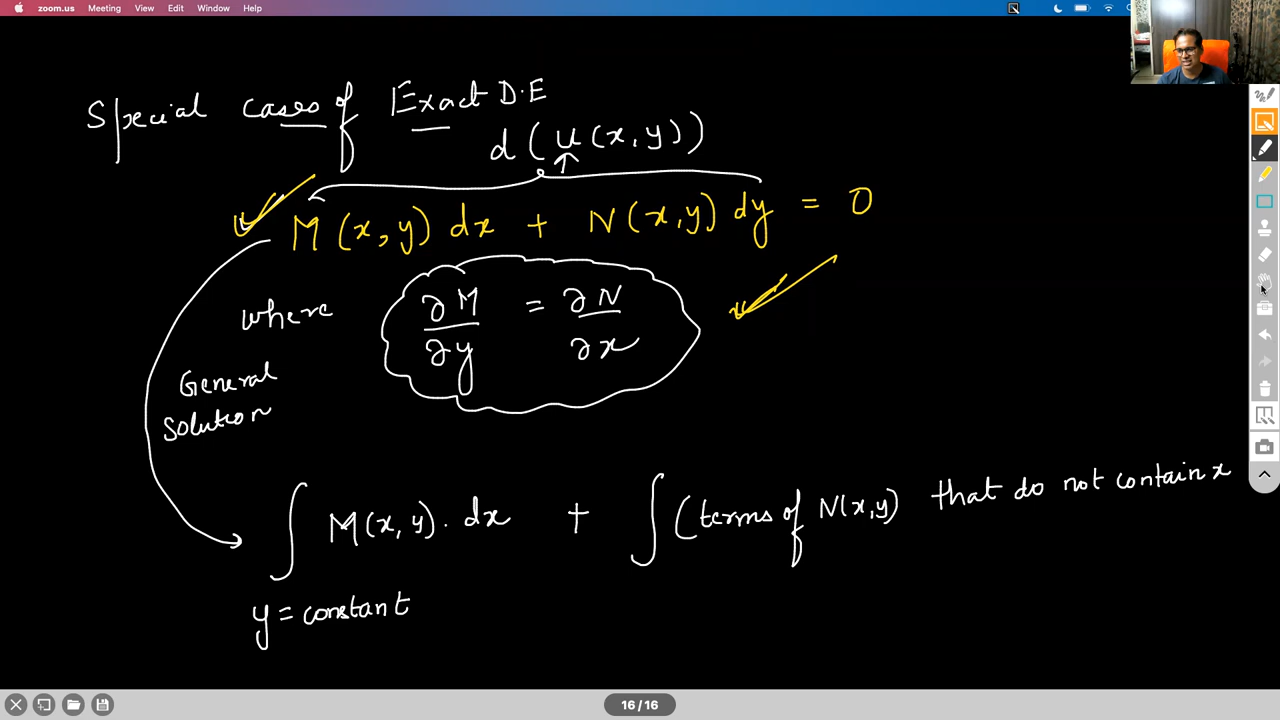 zoom.us Meeting View Edit Window Help
Special cases of Exact D.E
d(u(x,y))
M(x,y) dx + N(x,y) dy = 0
where ∂M/∂y = ∂N/∂x
General
Solution
∫ M(x,y). dx + ∫ (terms of N(x,y) that do not contain x
y = constant
16 / 16